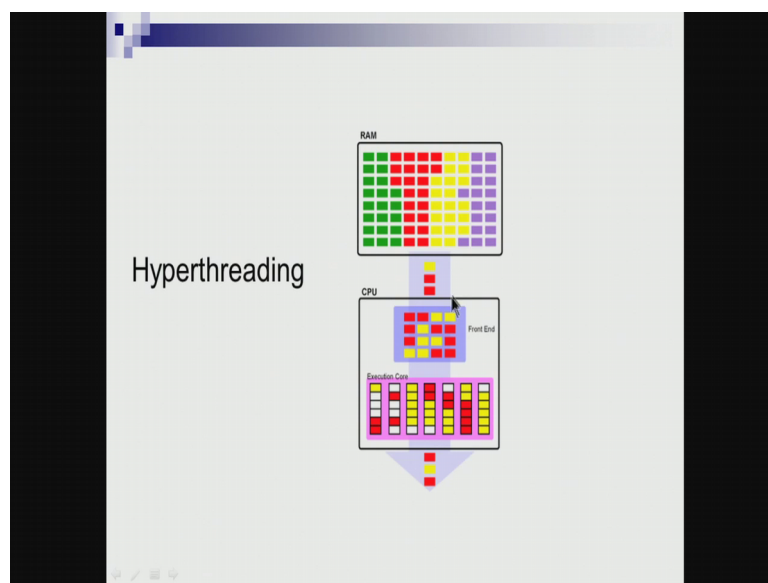 RAM
Hyperthreading
CPU
Front End
Execution Core